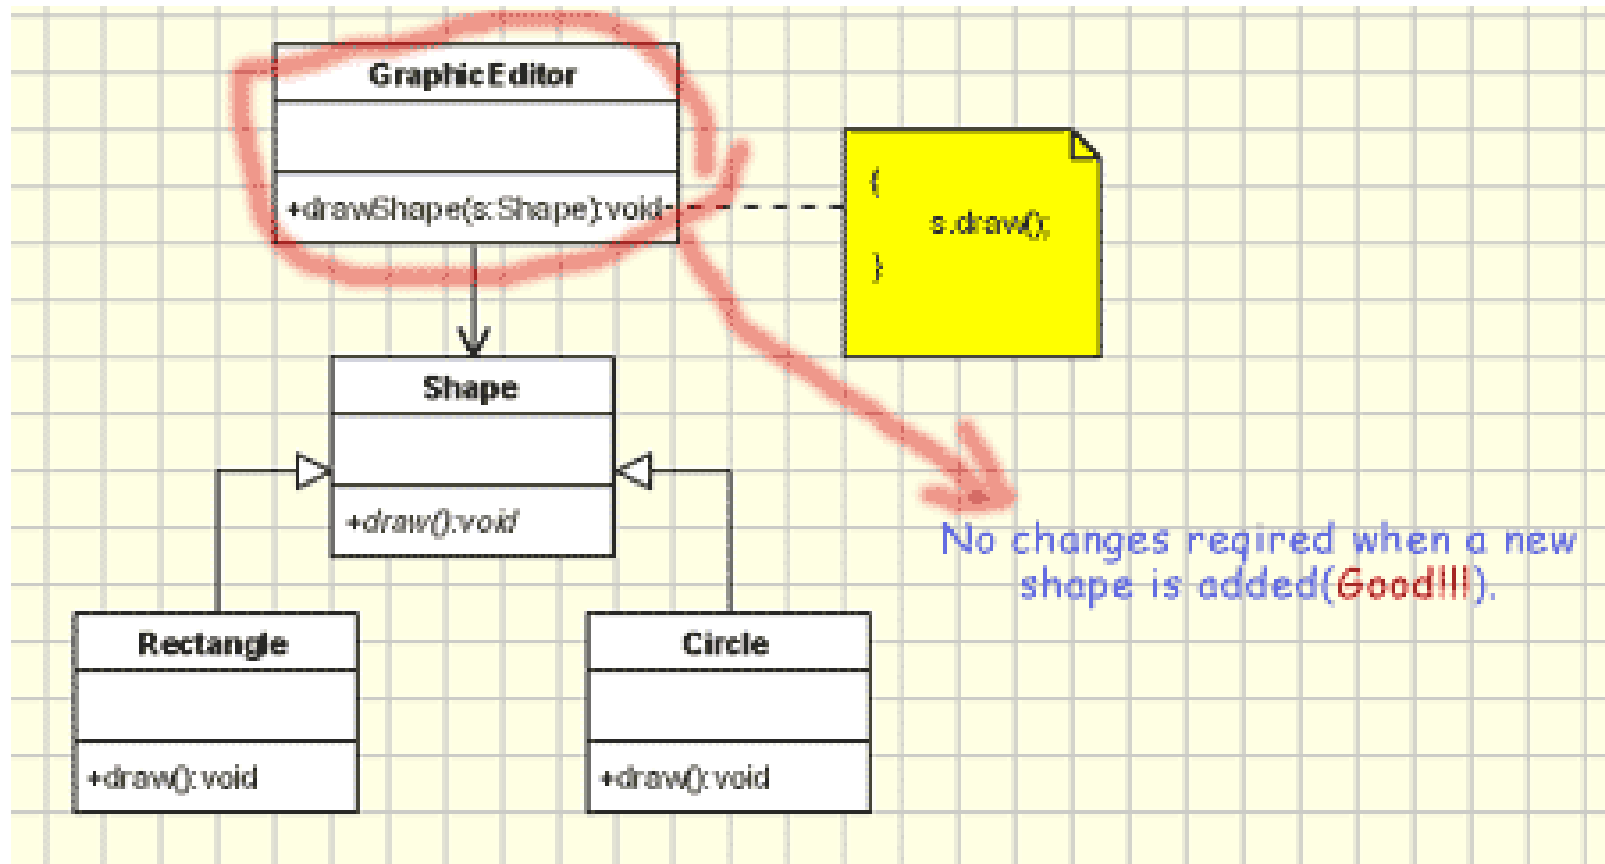 GraphicEditor
+drawShape(s:Shape):void
{
s.draw();
}
Shape
+draw():void
No changes reqired when a new
shape is added(Good!!!).
Rectangle
+draw():void
Circle
+draw():void